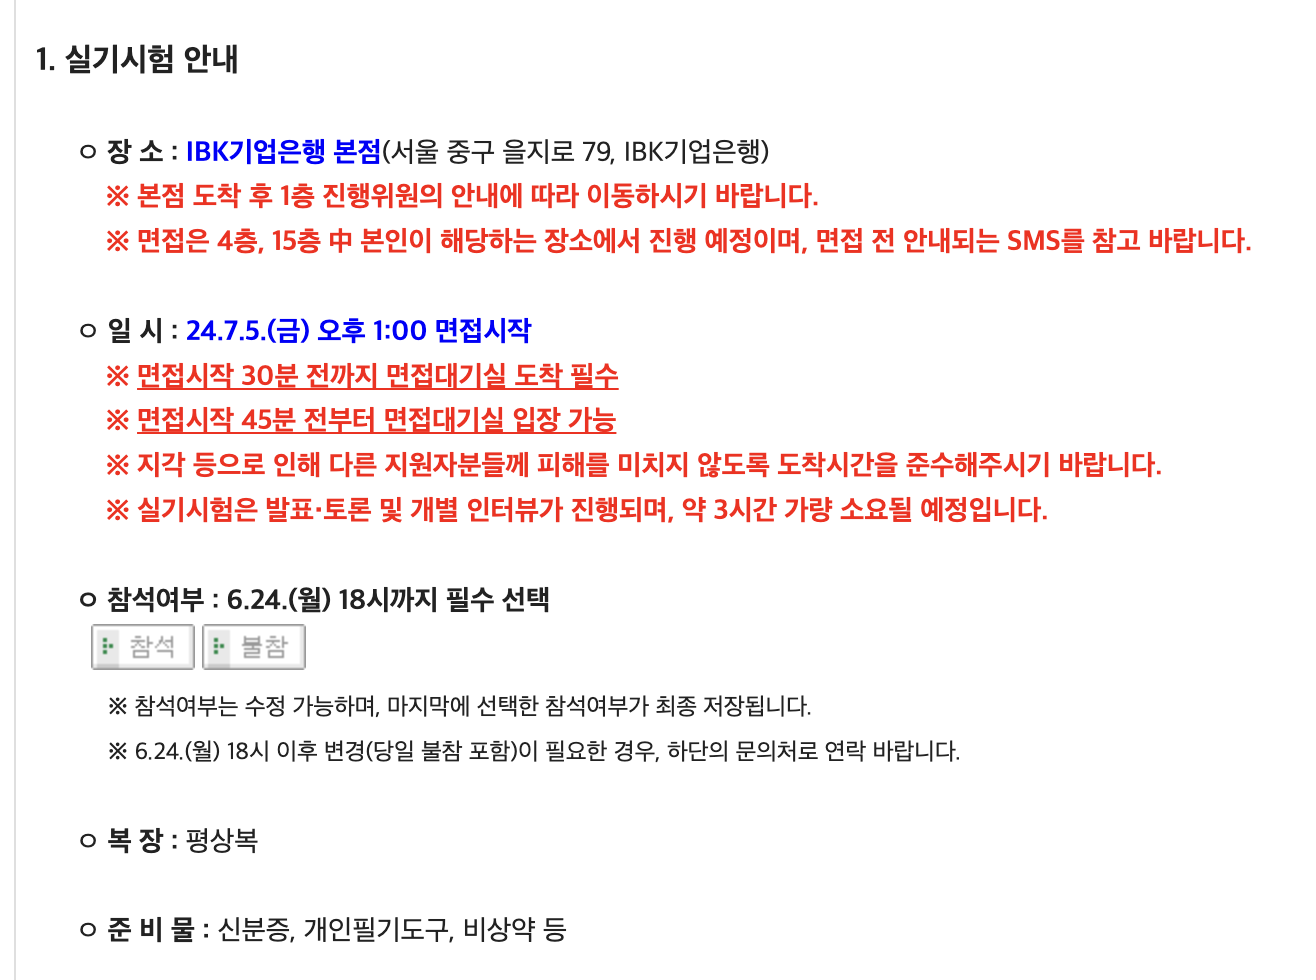 1. 실기시험 안내
ㅇ 장 소 : IBK기업은행 본점(서울 중구 을지로 79, IBK기업은행)
※ 본점 도착 후 1층 진행위원의 안내에 따라 이동하시기 바랍니다.
※ 면접은 4층, 15층 中 본인이 해당하는 장소에서 진행 예정이며, 면접 전 안내되는 SMS를 참고 바랍니다.
ㅇ 일 시 : 24.7.5.(금) 오후 1:00 면접시작
※ 면접시작 30분 전까지 면접대기실 도착 필수
※ 면접시작 45분 전부터 면접대기실 입장 가능
※ 지각 등으로 인해 다른 지원자분들께 피해를 미치지 않도록 도착시간을 준수해주시기 바랍니다.
※ 실기시험은 발표·토론 및 개별 인터뷰가 진행되며, 약 3시간 가량 소요될 예정입니다.
ㅇ 참석여부 : 6.24.(월) 18시까지 필수 선택
참석 불참
※ 참석여부는 수정 가능하며, 마지막에 선택한 참석여부가 최종 저장됩니다.
※ 6.24.(월) 18시 이후 변경(당일 불참 포함)이 필요한 경우, 하단의 문의처로 연락 바랍니다.
ㅇ 복 장 : 평상복
ㅇ 준 비 물 : 신분증, 개인필기도구, 비상약 등